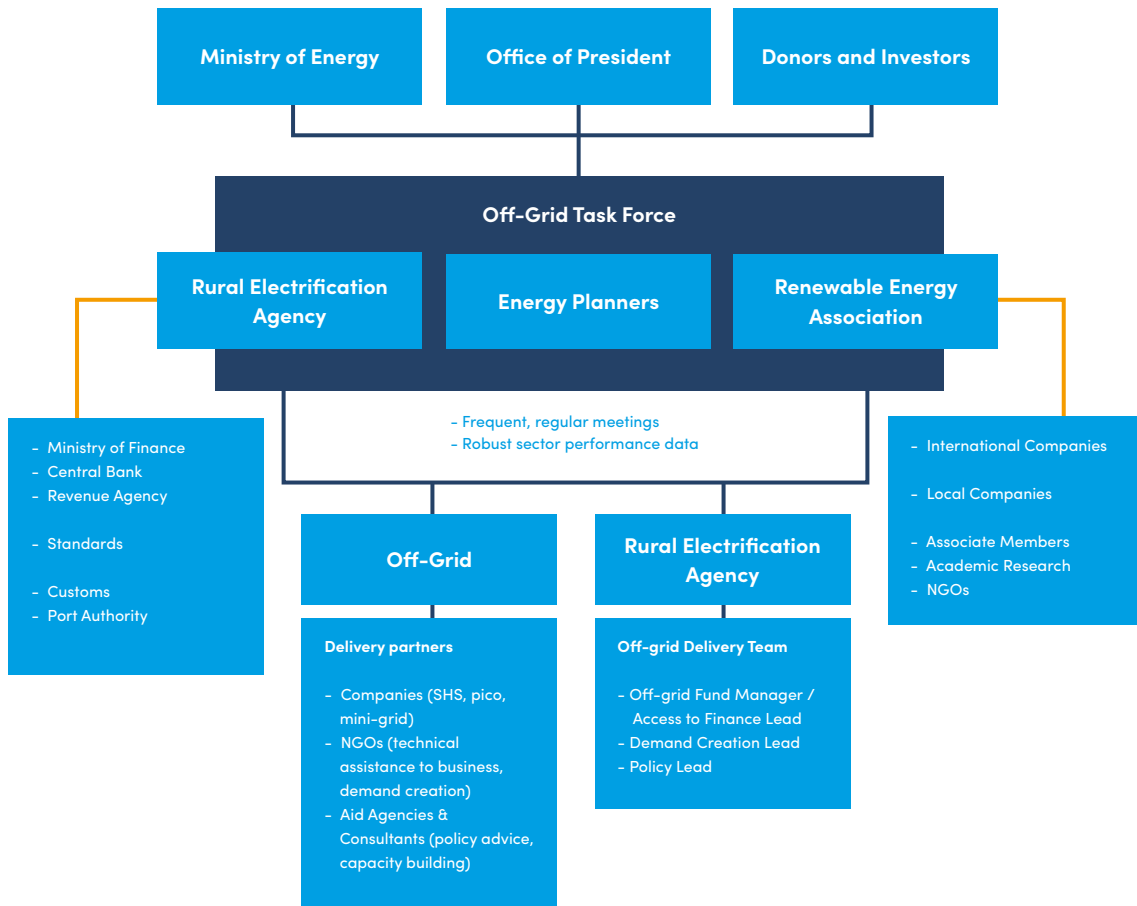 Ministry of Energy
Office of President
Donors and Investors
Off-Grid Task Force
Rural Electrification
Agency
Energy Planners
Renewable Energy
Association
- Frequent, regular meetings
- Robust sector performance data
- Ministry of Finance
- Central Bank
- Revenue Agency
- Standards
- Customs
- Port Authority
- International Companies
- Local Companies
- Associate Members
- Academic Research
- NGOs
Off-Grid
Rural Electrification
Agency
Delivery partners
- Companies (SHS, pico,
mini-grid)
- NGOs (technical
assistance to business,
demand creation)
- Aid Agencies &
Consultants (policy advice,
capacity building)
Off-grid Delivery Team
- Off-grid Fund Manager /
Access to Finance Lead
- Demand Creation Lead
- Policy Lead